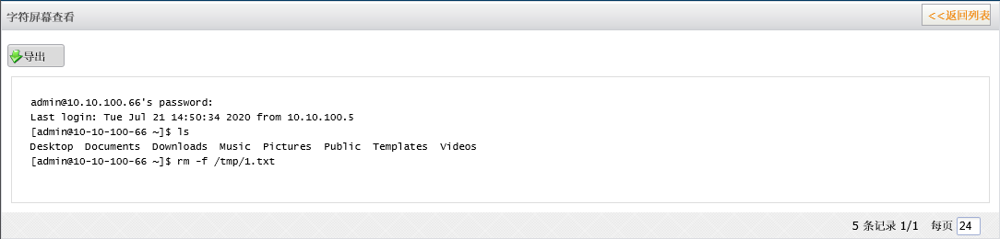 字符屏幕查看
<<返回列表
导出
admin@10.10.100.66's password:
Last login: Tue Jul 21 14:50:34 2020 from 10.10.100.5
[admin@10-10-100-66 ~]$ ls
Desktop  Documents  Downloads  Music  Pictures  Public  Templates  Videos
[admin@10-10-100-66 ~]$ rm -f /tmp/1.txt
5 条记录 1/1 每页 24